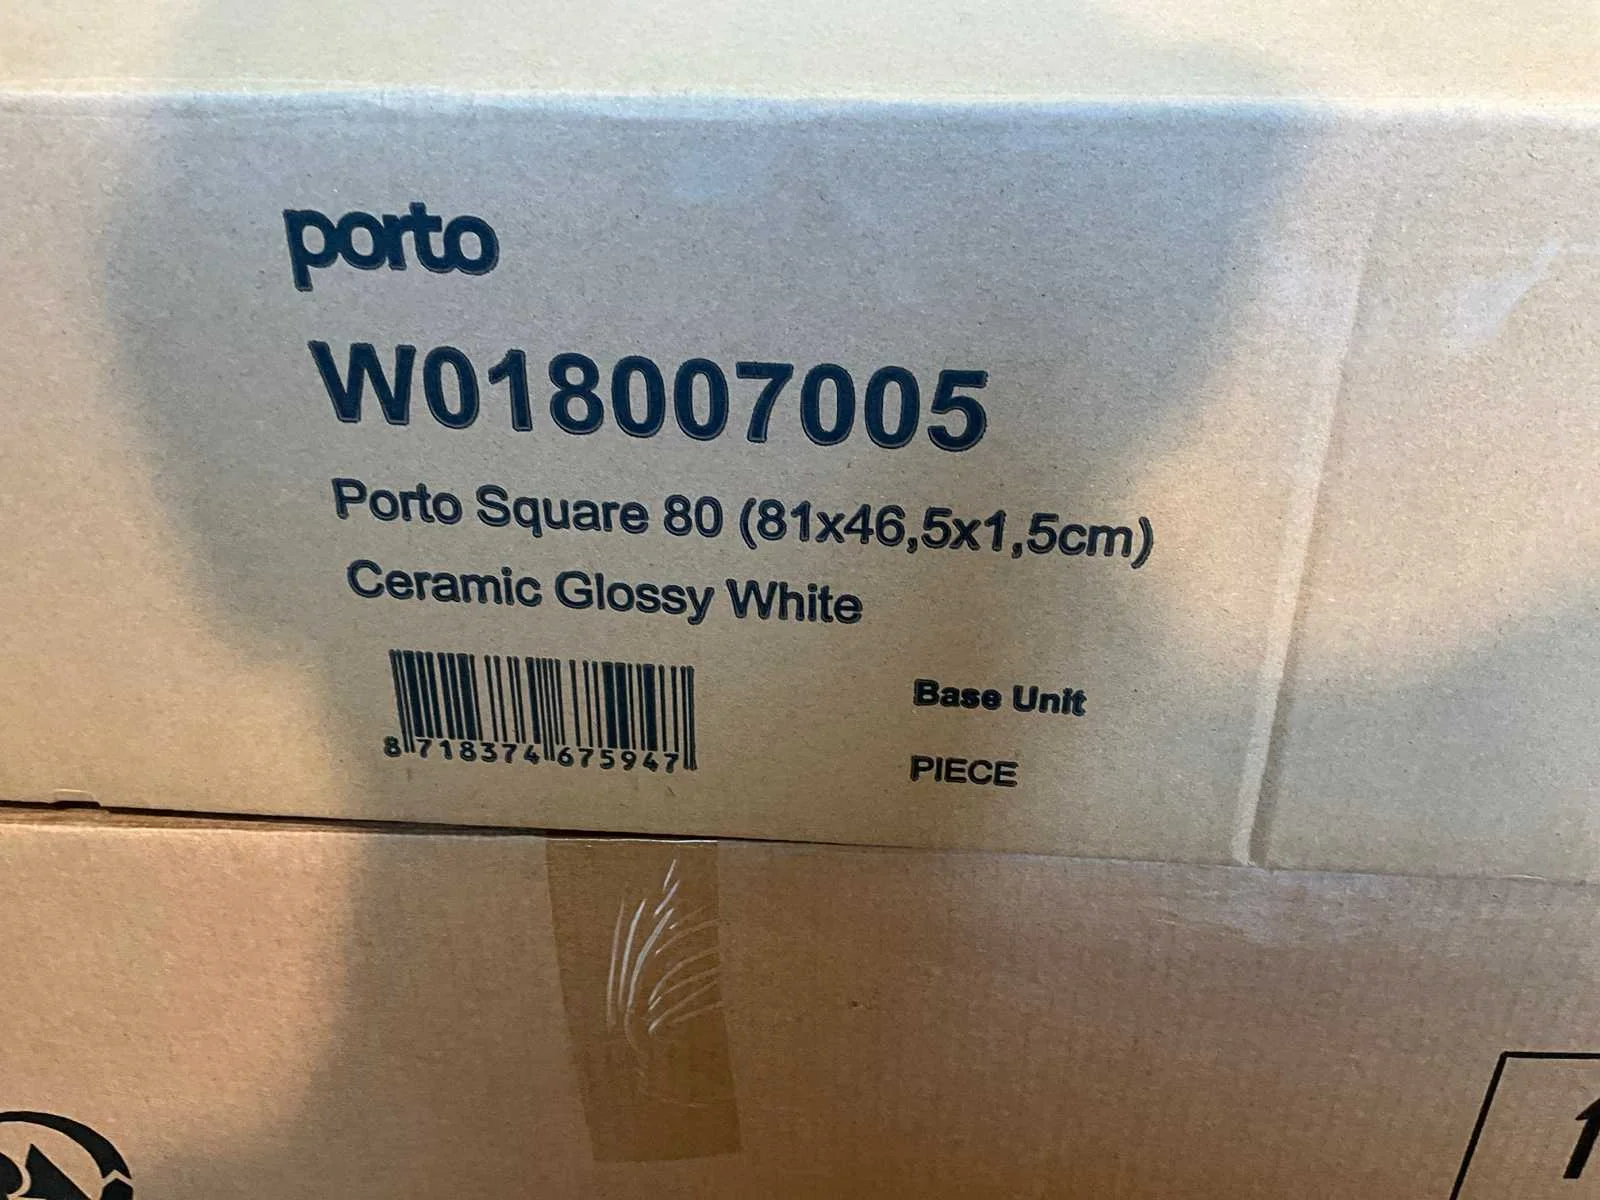 porto
W018007005
Porto Square 80 (81x46,5x1,5cm)
Ceramic Glossy White
8 718374 675947
Base Unit
PIECE